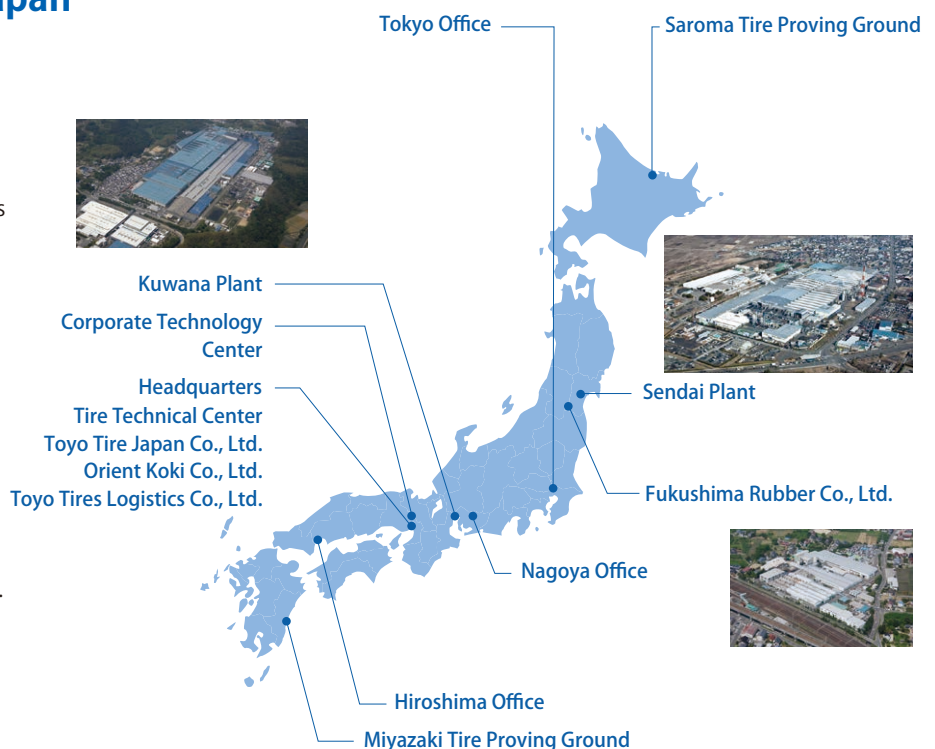 Tokyo Office
Saroma Tire Proving Ground
s
Kuwana Plant
Corporate Technology
Center
Headquarters
Tire Technical Center
Toyo Tire Japan Co., Ltd.
Orient Koki Co., Ltd.
Toyo Tires Logistics Co., Ltd.
Sendai Plant
Fukushima Rubber Co., Ltd.
Nagoya Office
.
Hiroshima Office
Miyazaki Tire Proving Ground